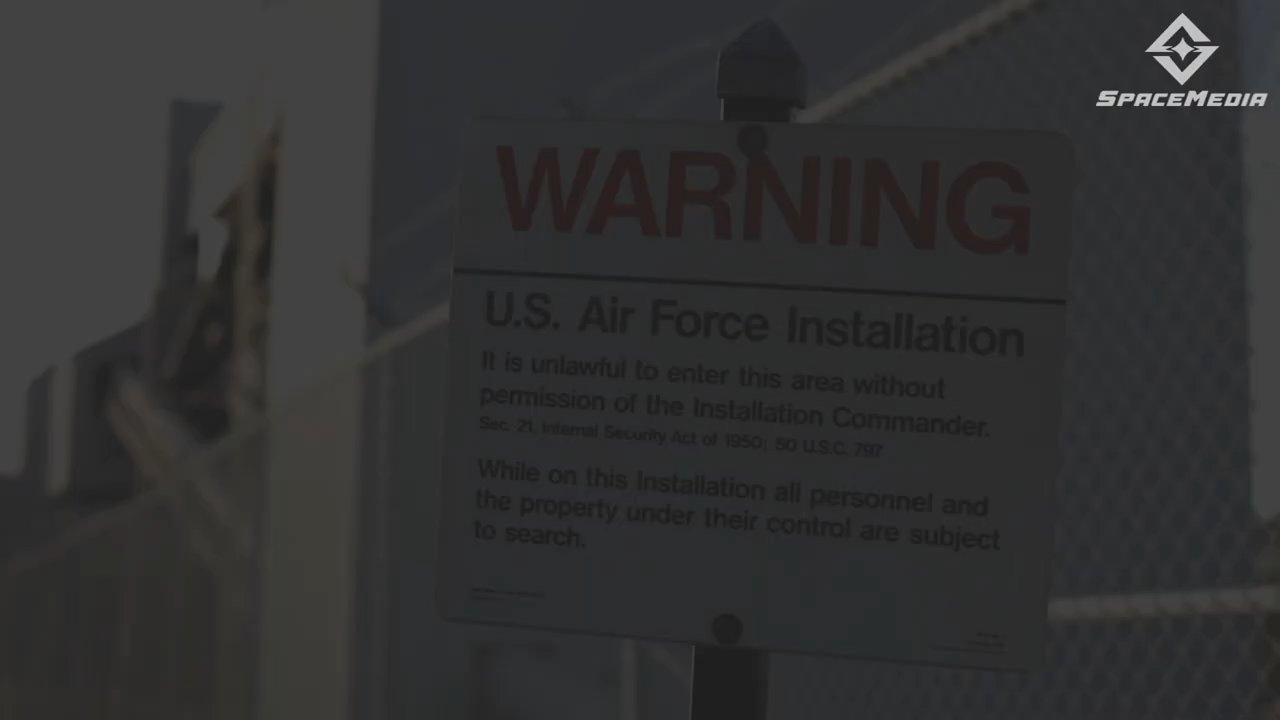 SPACEMEDIA
WARNING
U.S. Air Force Installation
It is unlawful to enter this area without
permission of the Installation Commander.
Sec. 21, Internal Security Act of 1950; 50 U.S.C. 797
While on this Installation all personnel and
the property under their control are subject
to search.